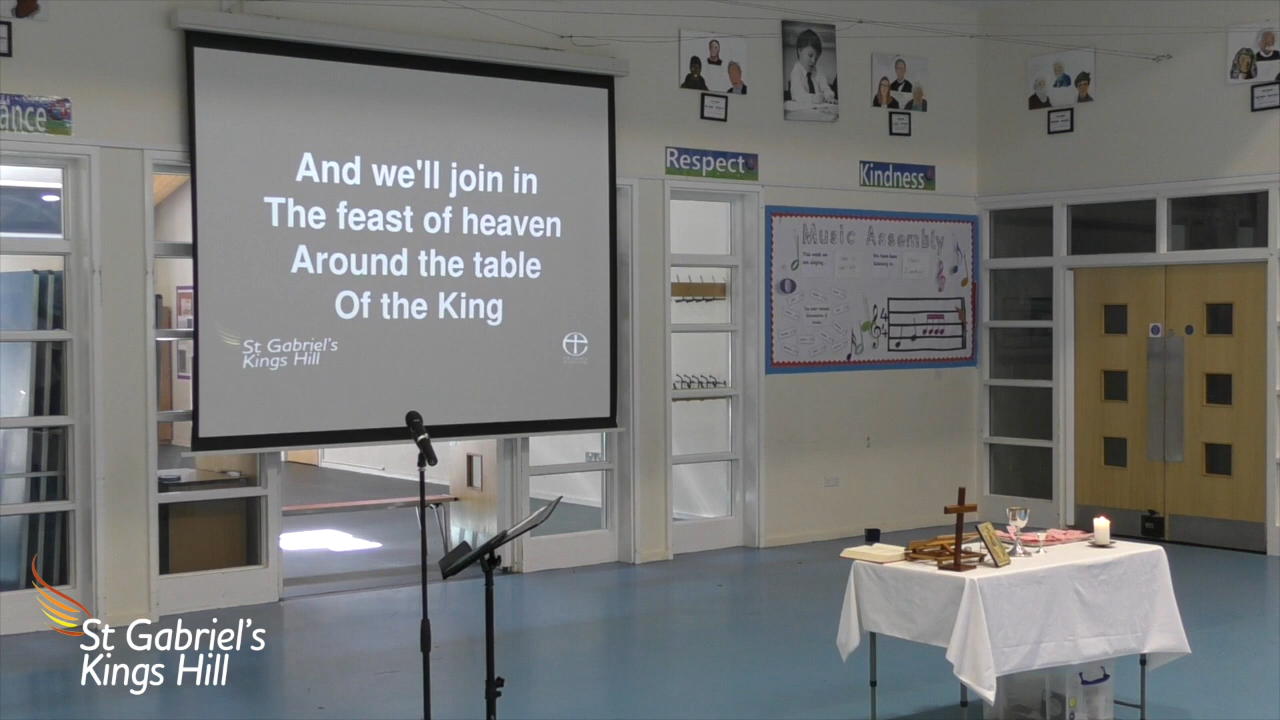 ance
And we'll join in
The feast of heaven
Around the table
Of the King
St Gabriel's
Kings Hill
Respect
Kindness
Music Assembly
St Gabriel's
Kings Hill